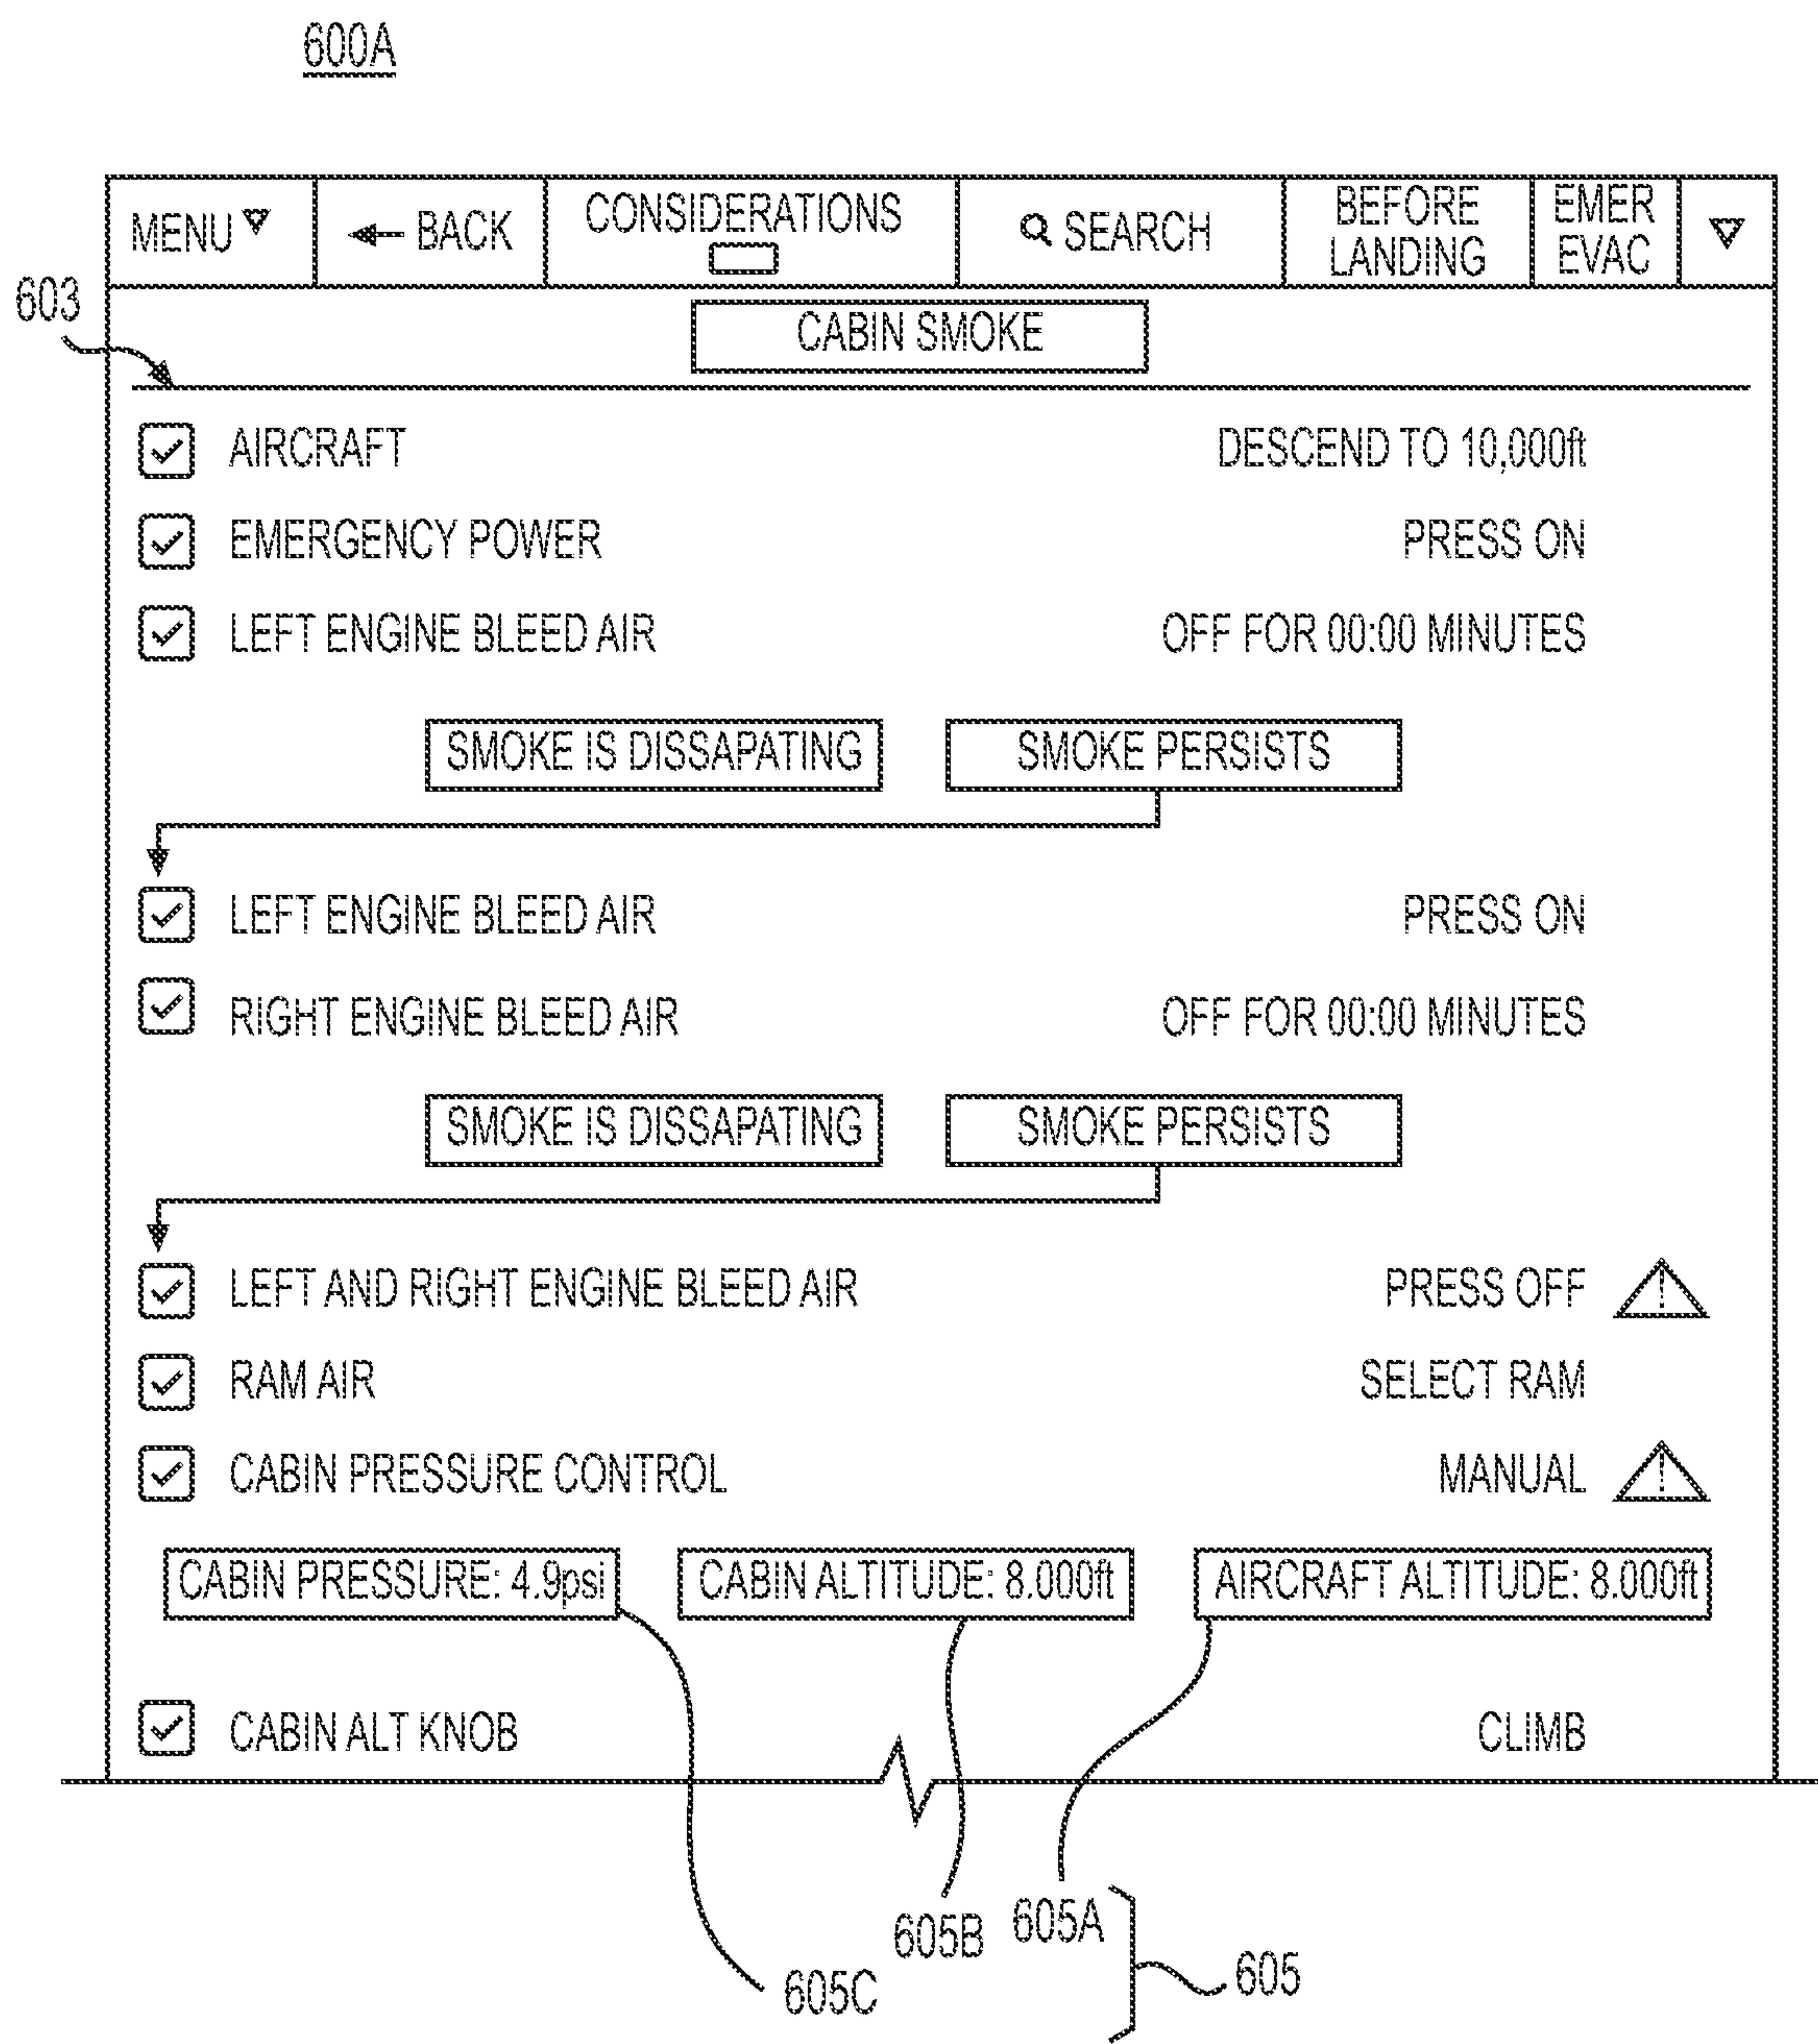 600A
MENU BACK CONSIDERATIONS SEARCH BEFORE LANDING EMER EVAC
603
CABIN SMOKE
AIRCRAFT DESCEND TO 10,000ft
EMERGENCY POWER PRESS ON
LEFT ENGINE BLEED AIR OFF FOR 00:00 MINUTES
SMOKE IS DISSAPATING SMOKE PERSISTS
LEFT ENGINE BLEED AIR PRESS ON
RIGHT ENGINE BLEED AIR OFF FOR 00:00 MINUTES
SMOKE IS DISSAPATING SMOKE PERSISTS
LEFT AND RIGHT ENGINE BLEED AIR PRESS OFF !
RAM AIR SELECT RAM
CABIN PRESSURE CONTROL MANUAL !
CABIN PRESSURE: 4.9psi CABIN ALTITUDE: 8.000ft AIRCRAFT ALTITUDE: 8.000ft
CABIN ALT KNOB CLIMB
605B 605A
605C 605